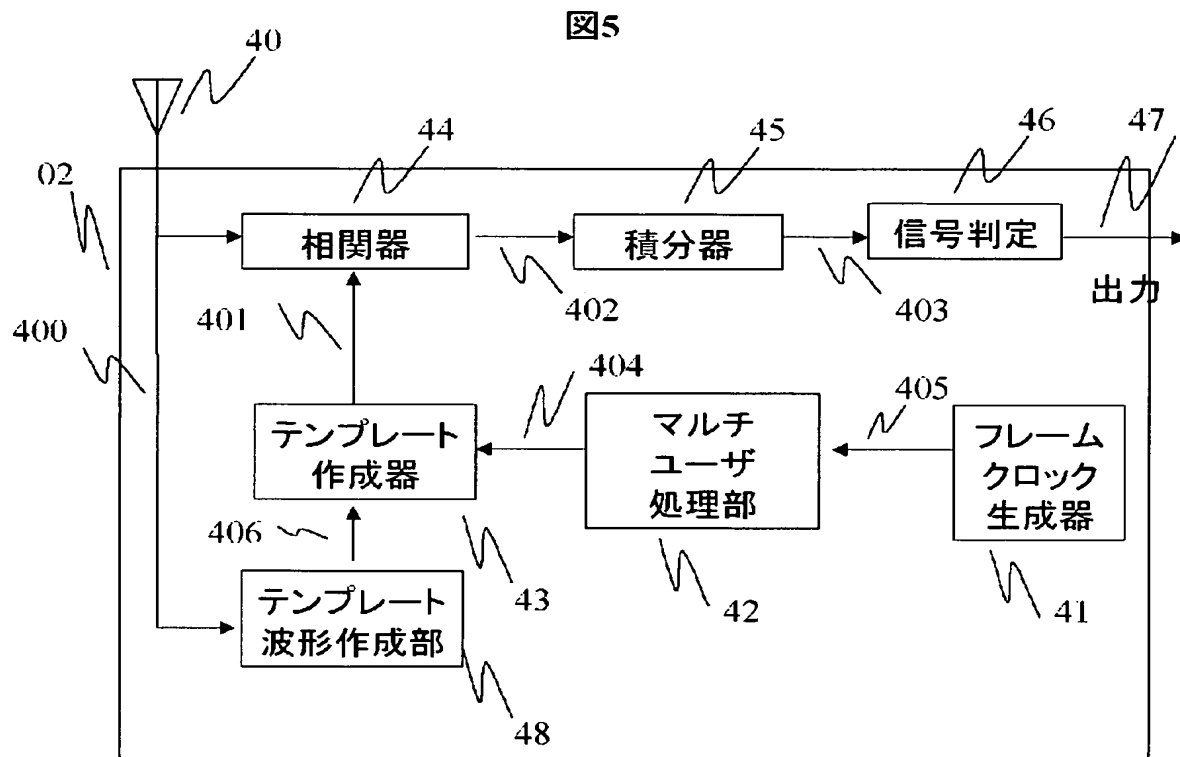 図5
40
44
45
46
47
02
相関器
積分器
信号判定
出力
400
401
402
403
404
405
テンプレート
作成器
マルチ
ユーザ
処理部
フレーム
クロック
生成器
406
43
42
41
テンプレート
波形作成部
48